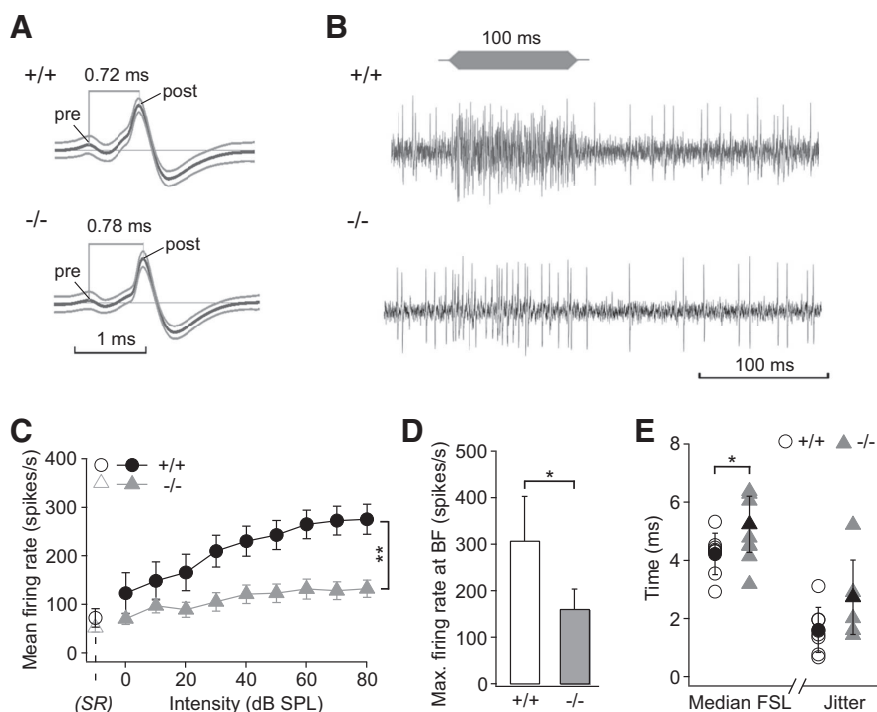 A
+/+
0.72 ms
pre
post
-/-
0.78 ms
pre
post
1 ms
B
100 ms
+/+
-/-
100 ms
C
+/+
-/-
Mean firing rate (spikes/s)
400
300
200
100
0
**
0
20
40
60
80
(SR)
Intensity (dB SPL)
D
Max. firing rate at BF (spikes/s)
500
400
300
200
100
0
*
+/+
-/-
E
+/+
-/-
Time (ms)
8
6
4
2
0
*
Median FSL
Jitter